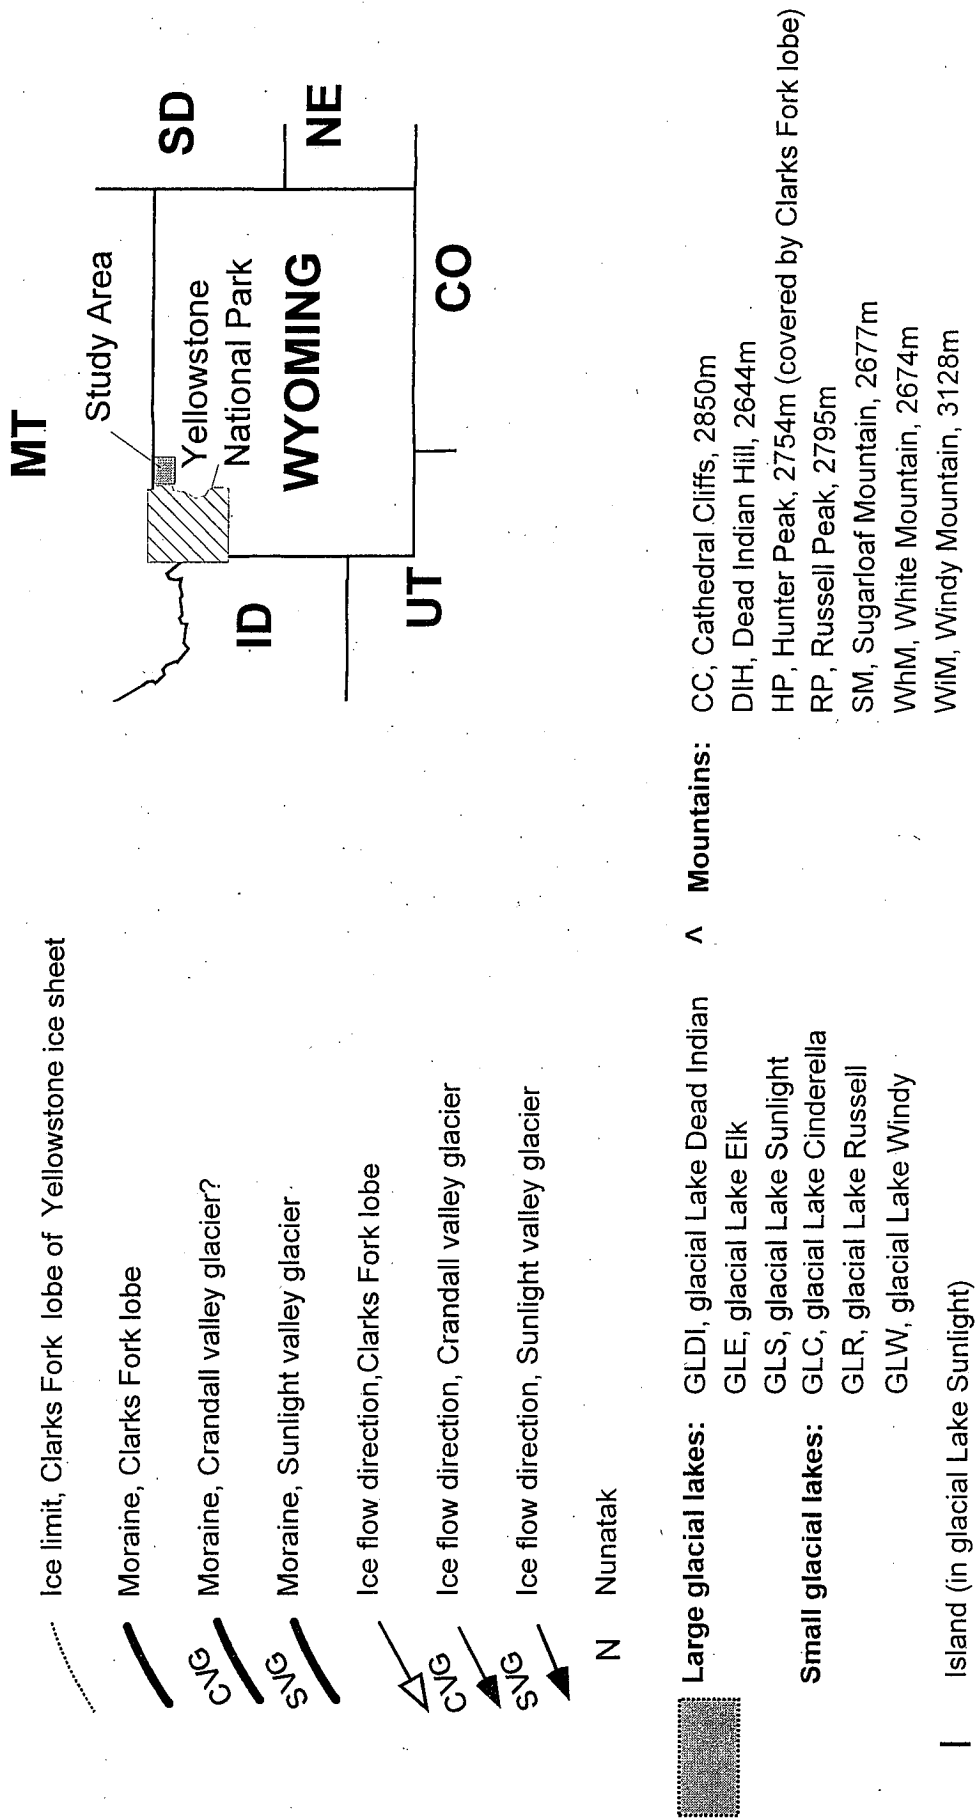 Ice limit, Clarks Fork lobe of Yellowstone ice sheet
Moraine, Clarks Fork lobe
CVG Moraine, Crandall valley glacier?
SVG Moraine, Sunlight valley glacier
Ice flow direction,Clarks Fork lobe
CVG Ice flow direction, Crandall valley glacier
SVG Ice flow direction, Sunlight valley glacier
N Nunatak
Large glacial lakes: GLDI, glacial Lake Dead Indian
GLE, glacial Lake Elk
GLS, glacial Lake Sunlight
Small glacial lakes: GLC, glacial Lake Cinderella
GLR, glacial Lake Russell
GLW, glacial Lake Windy
I Island (in glacial Lake Sunlight)
MT
Study Area
SD
Yellowstone
National Park
ID
WYOMING
NE
UT
CO
^ Mountains: CC, Cathedral Cliffs, 2850m
DIH, Dead Indian Hill, 2644m
HP, Hunter Peak, 2754m (covered by Clarks Fork lobe)
RP, Russell Peak, 2795m
SM, Sugarloaf Mountain, 2677m
WhM, White Mountain, 2674m
WiM, Windy Mountain, 3128m